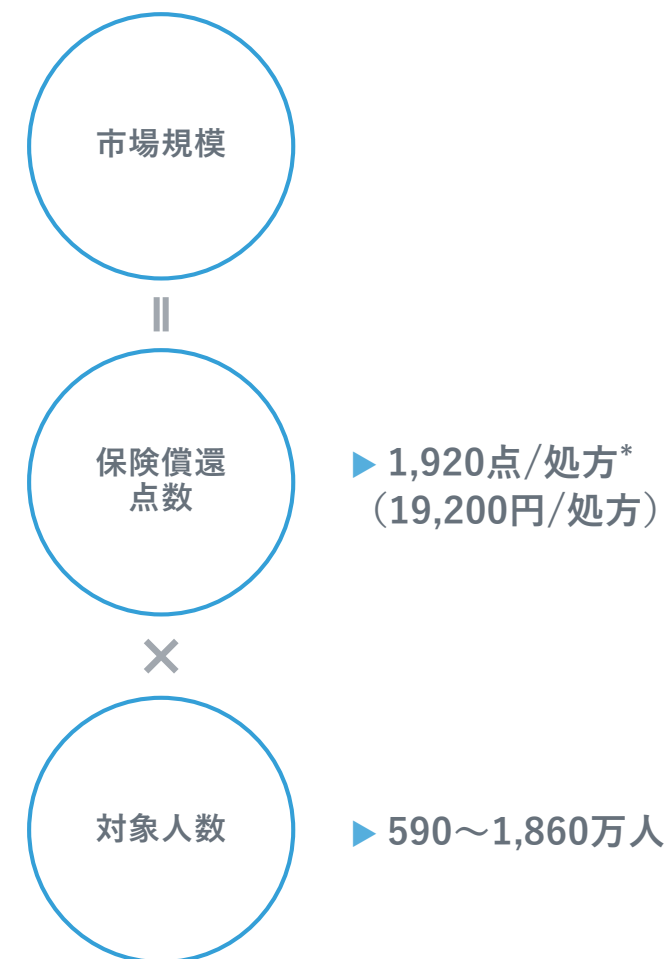 市場規模
||
保険償還
点数
▶ 1,920点/処方*
（19,200円/処方）
×
対象人数
▶ 590～1,860万人